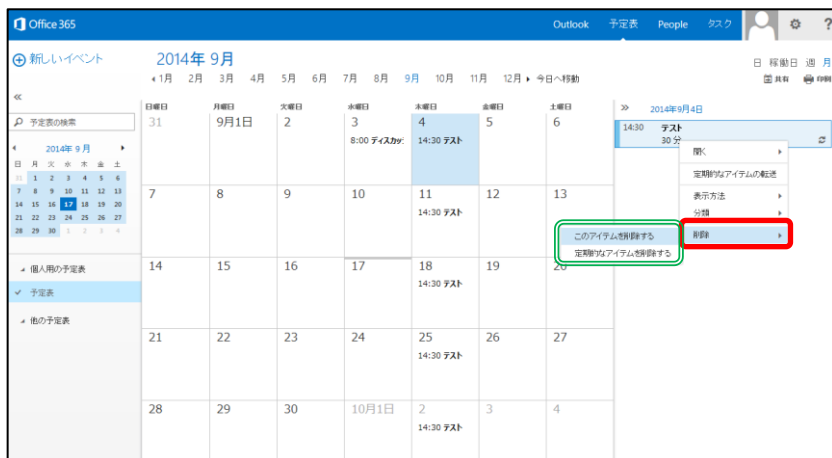 Office 365
Outlook 予定表 People タスク ?
新しいイベント
2014年 9月
1月 2月 3月 4月 5月 6月 7月 8月 9月 10月 11月 12月 今日へ移動
日 稼働日 週 月
共有 印刷
«
予定表の検索
2014年 9月
日 月 火 水 木 金 土
31 1 2 3 4 5 6
7 8 9 10 11 12 13
14 15 16 17 18 19 20
21 22 23 24 25 26 27
28 29 30 1 2 3 4
個人用の予定表
予定表
他の予定表
日曜日 月曜日 火曜日 水曜日 木曜日 金曜日 土曜日
31 9月1日 2 3 4 5 6
8:00 ディスカッ 14:30 テスト
7 8 9 10 11 12 13
14:30 テスト
14 15 16 17 18 19 20
14:30 テスト
21 22 23 24 25 26 27
14:30 テスト
28 29 30 10月1日 2 3 4
14:30 テスト
» 2014年9月4日
14:30 テスト
30 分
開く
定期的なアイテムの転送
表示方法
分類
削除
このアイテムを削除する
定期的なアイテムを削除する